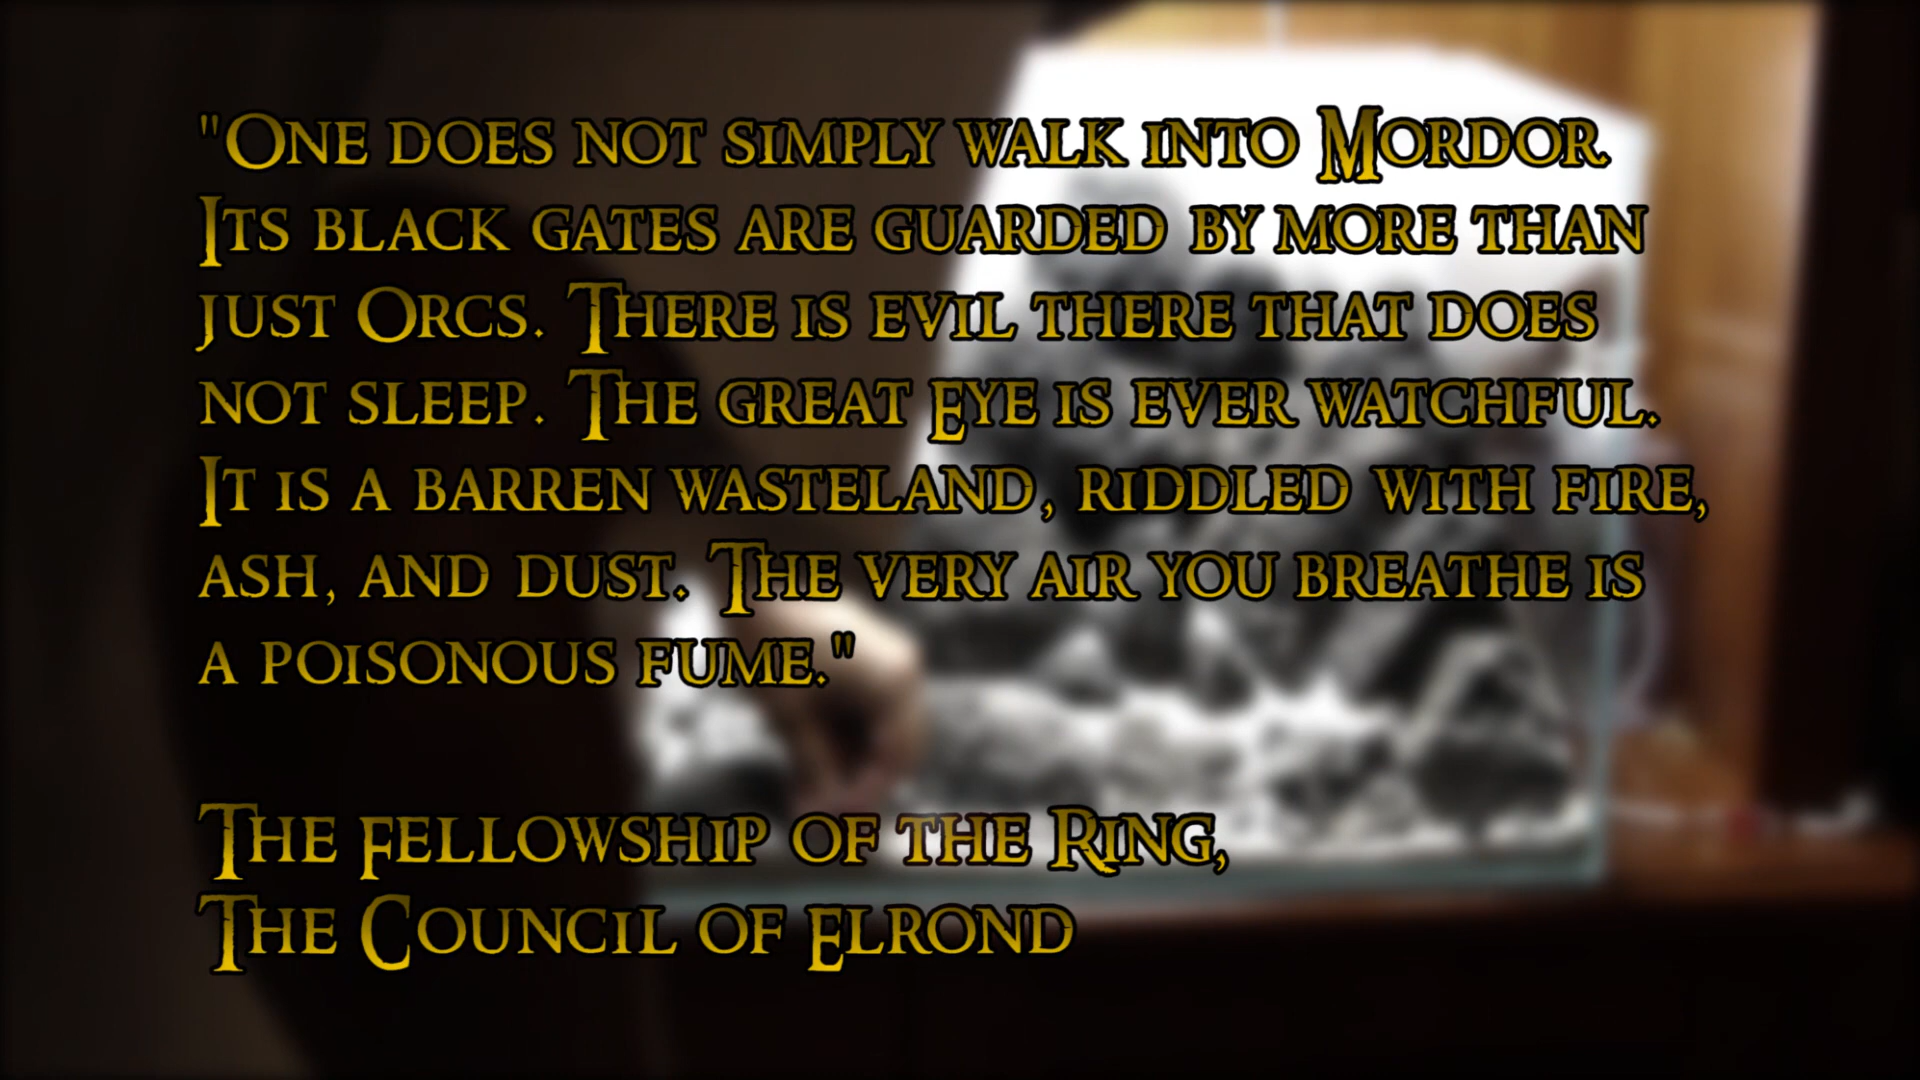 "One does not simply walk into Mordor.
Its black gates are guarded by more than
just Orcs. There is evil there that does
not sleep. The great Eye is ever watchful.
It is a barren wasteland, riddled with fire,
ash, and dust. The very air you breathe is
a poisonous fume."
The Fellowship of the Ring,
The Council of Elrond